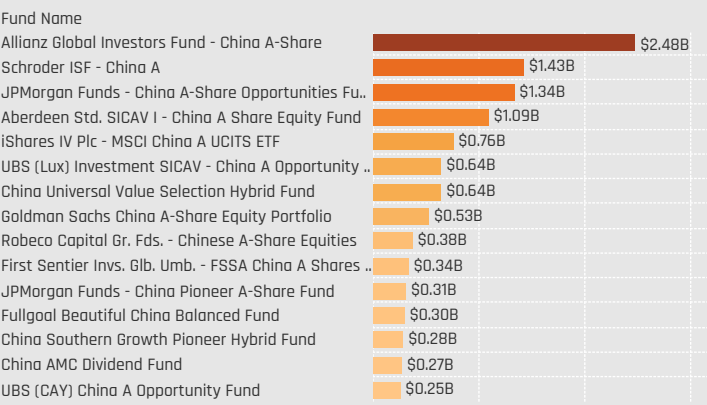 Fund Name
Allianz Global Investors Fund - China A-Share $2.48B
Schroder ISF - China A $1.43B
JPMorgan Funds - China A-Share Opportunities Fu.. $1.34B
Aberdeen Std. SICAV I - China A Share Equity Fund $1.09B
iShares IV Plc - MSCI China A UCITS ETF $0.76B
UBS (Lux) Investment SICAV - China A Opportunity .. $0.64B
China Universal Value Selection Hybrid Fund $0.64B
Goldman Sachs China A-Share Equity Portfolio $0.53B
Robeco Capital Gr. Fds. - Chinese A-Share Equities $0.38B
First Sentier Invs. Glb. Umb. - FSSA China A Shares .. $0.34B
JPMorgan Funds - China Pioneer A-Share Fund $0.31B
Fullgoal Beautiful China Balanced Fund $0.30B
China Southern Growth Pioneer Hybrid Fund $0.28B
China AMC Dividend Fund $0.27B
UBS (CAY) China A Opportunity Fund $0.25B